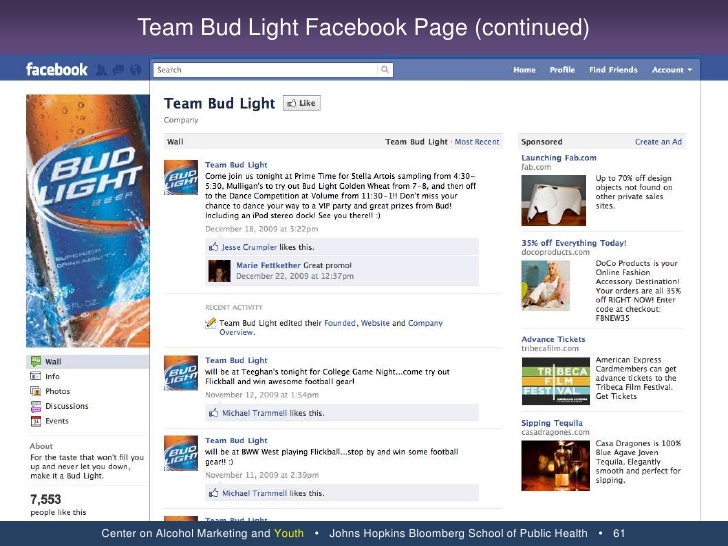 Team Bud Light Facebook Page (continued)
facebook
Search
Home Profile Find Friends Account
Team Bud Light Like
Company
Wall Team Bud Light · Most Recent
Team Bud Light
Come join us tonight at Prime Time for Stella Artois sampling from 4:30-
5:30, Mulligan's to try out Bud Light Golden Wheat from 7-8, and then off
to the Dance Competition at Volume from 11:30-1!! Don't miss your
chance to dance your way to a VIP party and great prizes from Bud!
Including an iPod stereo dock! See you there!! :)
December 18, 2009 at 3:22pm
Jesse Crumpler likes this.
Marie Fettkether Great promo!
December 22, 2009 at 12:37pm
RECENT ACTIVITY
Team Bud Light edited their Founded, Website and Company
Overview.
Team Bud Light
will be at Teeghan's tonight for College Game Night...come try out
Flickball and win awesome football gear!
November 12, 2009 at 1:54pm
Michael Trammell likes this.
Team Bud Light
will be at BWW West playing Flickball...stop by and win some football
gear!! :)
November 11, 2009 at 2:39pm
Michael Trammell likes this.
Team Bud Light
BUD
LIGHT
BEER
BUD
LIGHT
BUD
LIGHT
BUD
LIGHT
Wall
Info
Photos
Discussions
Events
About
For the taste that won't fill you
up and never let you down,
make it a Bud Light.
7,553
people like this
Sponsored Create an Ad
Launching Fab.com
fab.com
Up to 70% off design
objects not found on
other private sales
sites.
35% off Everything Today!
docoproducts.com
DoCo Products is your
Online Fashion
Accessory Destination!
Your orders are all 35%
off RIGHT NOW! Enter
code at checkout:
FBNEW35
Advance Tickets
tribecafilm.com
TRIBECA
FILM
FESTIVAL
American Express
Cardmembers can get
advance tickets to the
Tribeca Film Festival.
Get Tickets
Sipping Tequila
casadragones.com
Casa Dragones is 100%
Blue Agave Joven
Tequila. Elegantly
smooth and perfect for
sipping.
Center on Alcohol Marketing and Youth • Johns Hopkins Bloomberg School of Public Health • 61